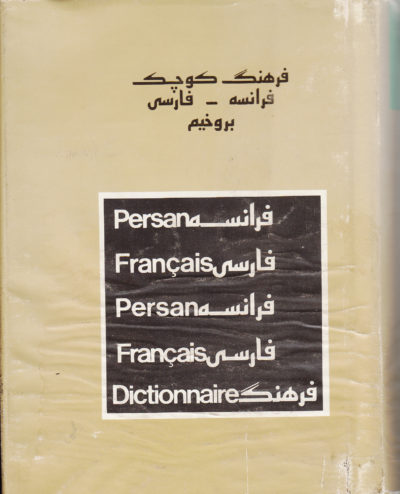 فرهنگ کوچک
فرانسه - فارسی
بروخیم
Persan فرانسه
Français فارسی
Persan فرانسه
Français فارسی
Dictionnaire فرهنگ